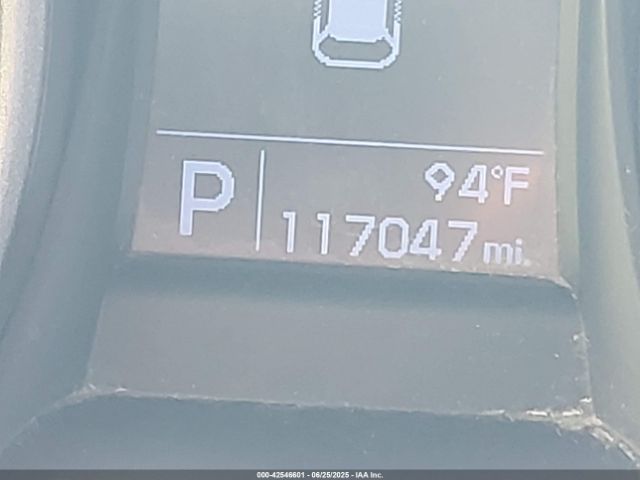 94°F
P
117047 mi.
000-42546601 - 06/25/2025 - IAA Inc.